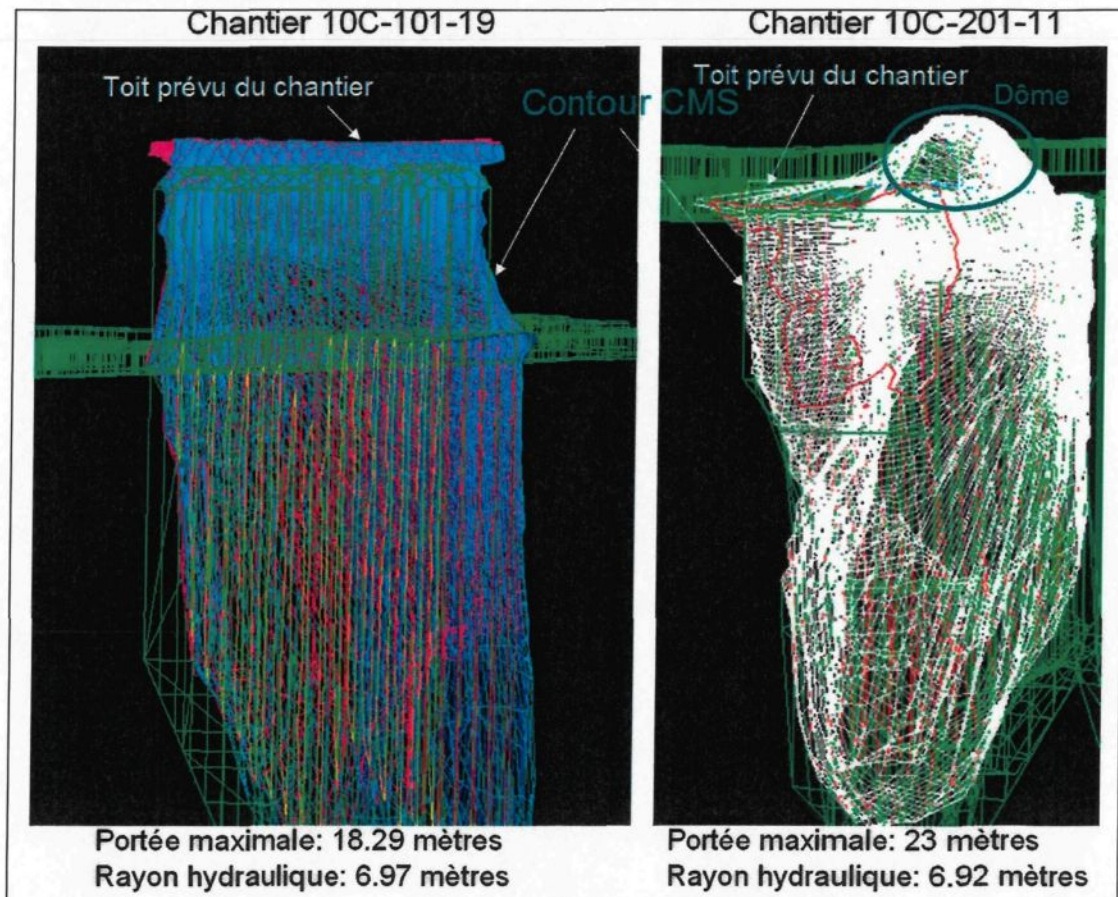 Chantier 10C-101-19
Chantier 10C-201-11
Toit prévu du chantier
Contour CMS
Toit prévu du chantier
Dôme
Portée maximale: 18.29 mètres
Rayon hydraulique: 6.97 mètres
Portée maximale: 23 mètres
Rayon hydraulique: 6.92 mètres